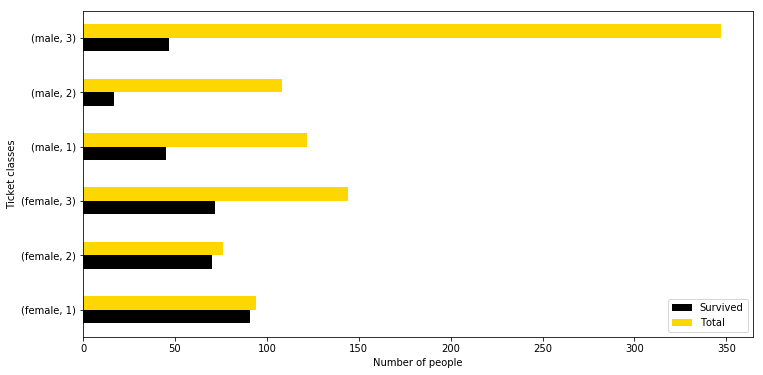 (male, 3)
(male, 2)
(male, 1)
(female, 3)
(female, 2)
(female, 1)
Ticket classes
0 50 100 150 200 250 300 350
Number of people
Survived
Total